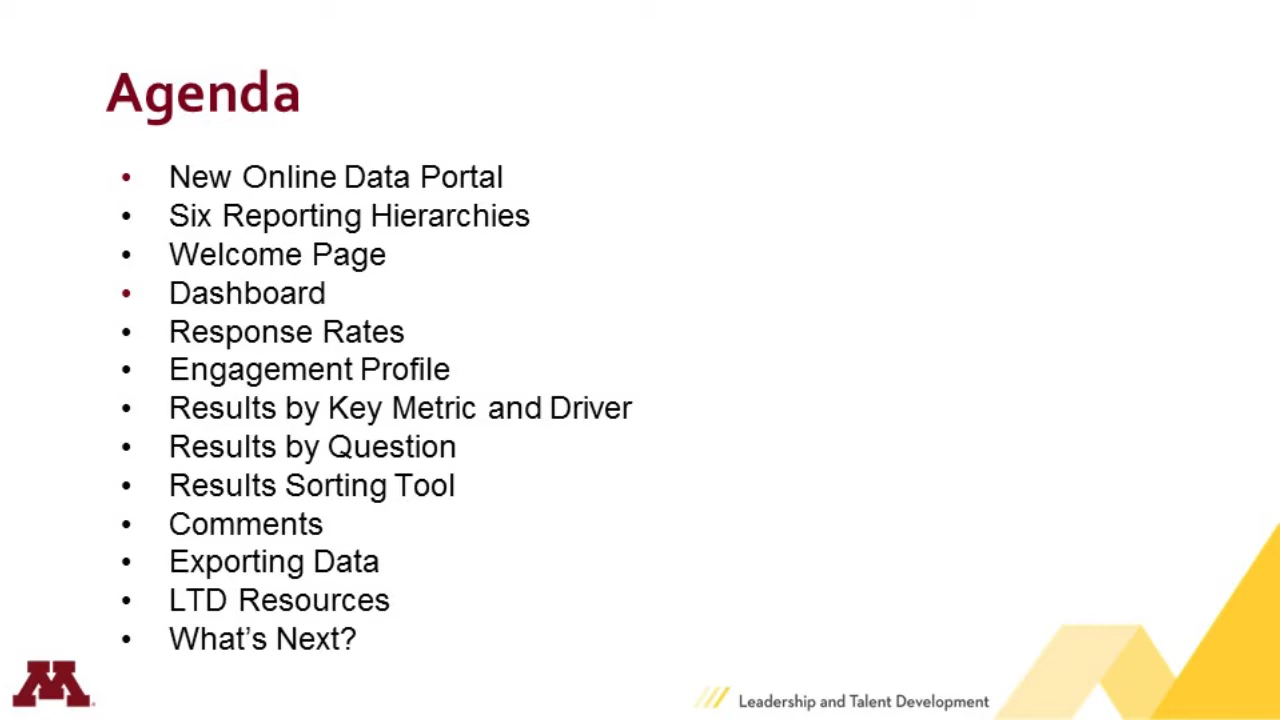 Agenda
• New Online Data Portal
• Six Reporting Hierarchies
• Welcome Page
• Dashboard
• Response Rates
• Engagement Profile
• Results by Key Metric and Driver
• Results by Question
• Results Sorting Tool
• Comments
• Exporting Data
• LTD Resources
• What’s Next?
M
Leadership and Talent Development